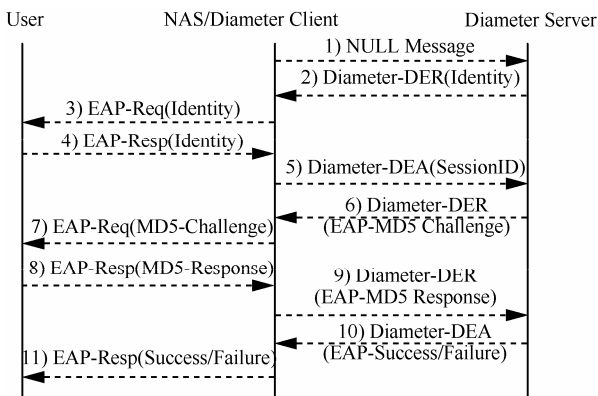 User NAS/Diameter Client Diameter Server
1) NULL Message
2) Diameter-DER(Identity)
3) EAP-Req(Identity)
4) EAP-Resp(Identity)
5) Diameter-DEA(SessionID)
6) Diameter-DER
(EAP-MD5 Challenge)
7) EAP-Req(MD5-Challenge)
8) EAP-Resp(MD5-Response)
9) Diameter-DER
(EAP-MD5 Response)
10) Diameter-DEA
(EAP-Success/Failure)
11) EAP-Resp(Success/Failure)